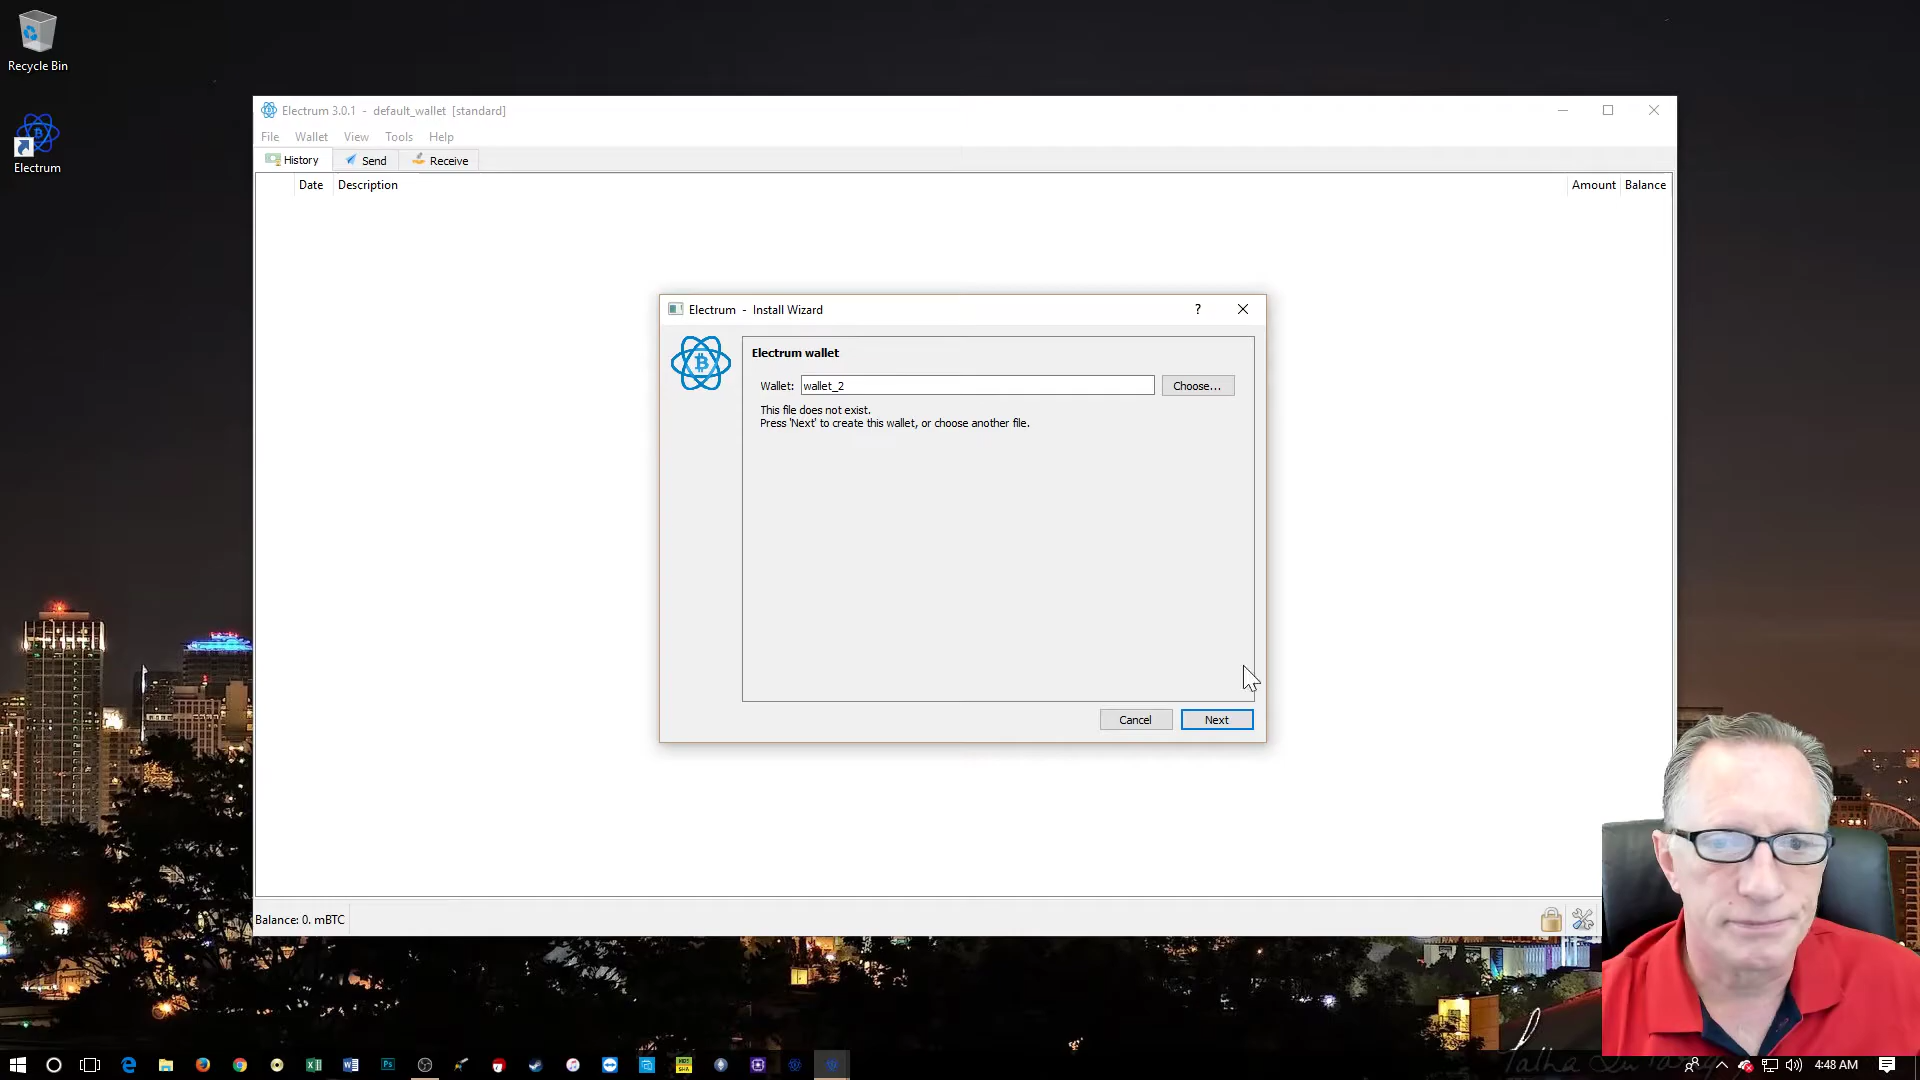 Recycle Bin
Electrum
Electrum 3.0.1 - default_wallet [standard]
File Wallet View Tools Help
History Send Receive
Date Description Amount Balance
Electrum - Install Wizard ?
Electrum wallet
Wallet: wallet_2 Choose...
This file does not exist.
Press 'Next' to create this wallet, or choose another file.
Cancel Next
Balance: 0. mBTC
4:48 AM